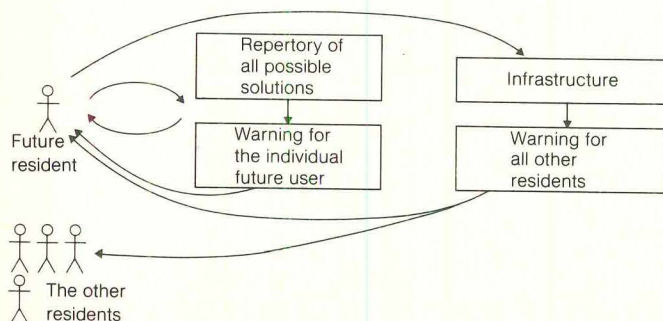 Repertory of
all possible
solutions
Infrastructure
Future
resident
Warning for
the individual
future user
Warning for
all other
residents
The other
residents